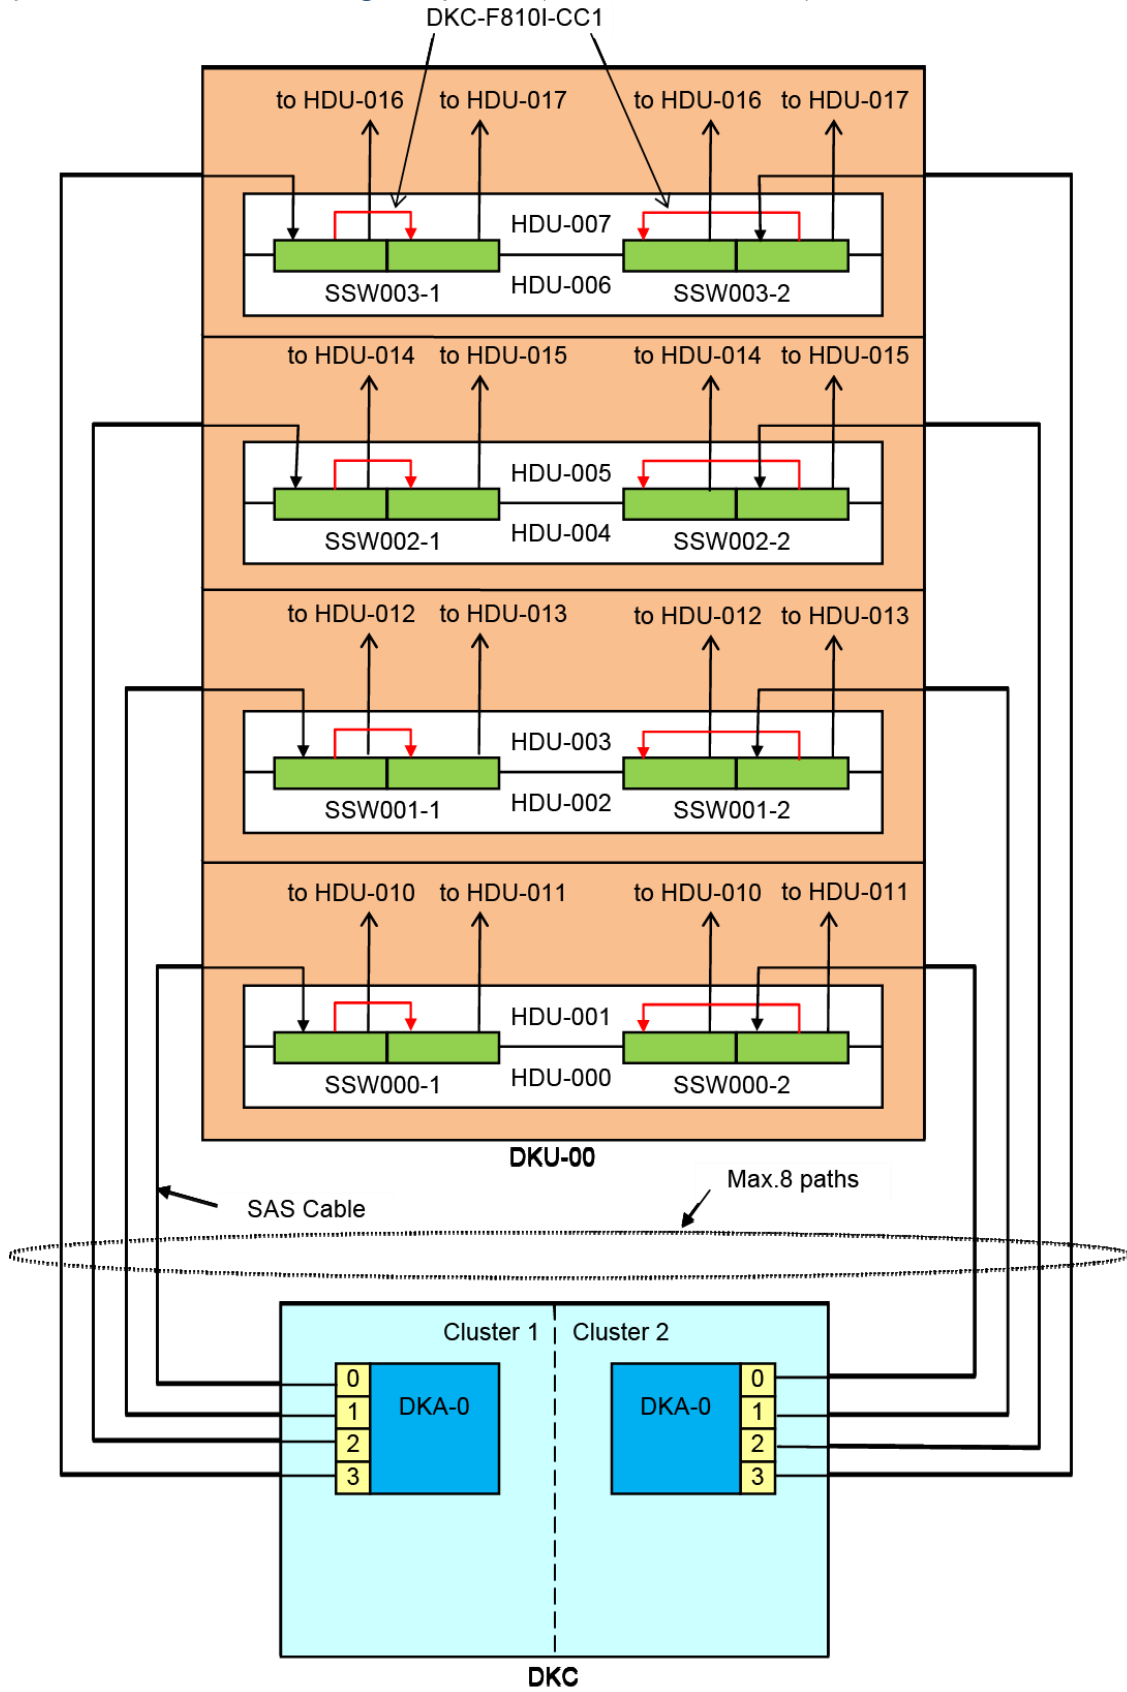 DKC-F810I-CC1
to HDU-016 to HDU-017 to HDU-016 to HDU-017
HDU-007
HDU-006
SSW003-1 SSW003-2
to HDU-014 to HDU-015 to HDU-014 to HDU-015
HDU-005
HDU-004
SSW002-1 SSW002-2
to HDU-012 to HDU-013 to HDU-012 to HDU-013
HDU-003
HDU-002
SSW001-1 SSW001-2
to HDU-010 to HDU-011 to HDU-010 to HDU-011
HDU-001
HDU-000
SSW000-1 SSW000-2
DKU-00
Max.8 paths
SAS Cable
Cluster 1 Cluster 2
0 0
DKA-0 DKA-0
1 1
2 2
3 3
DKC